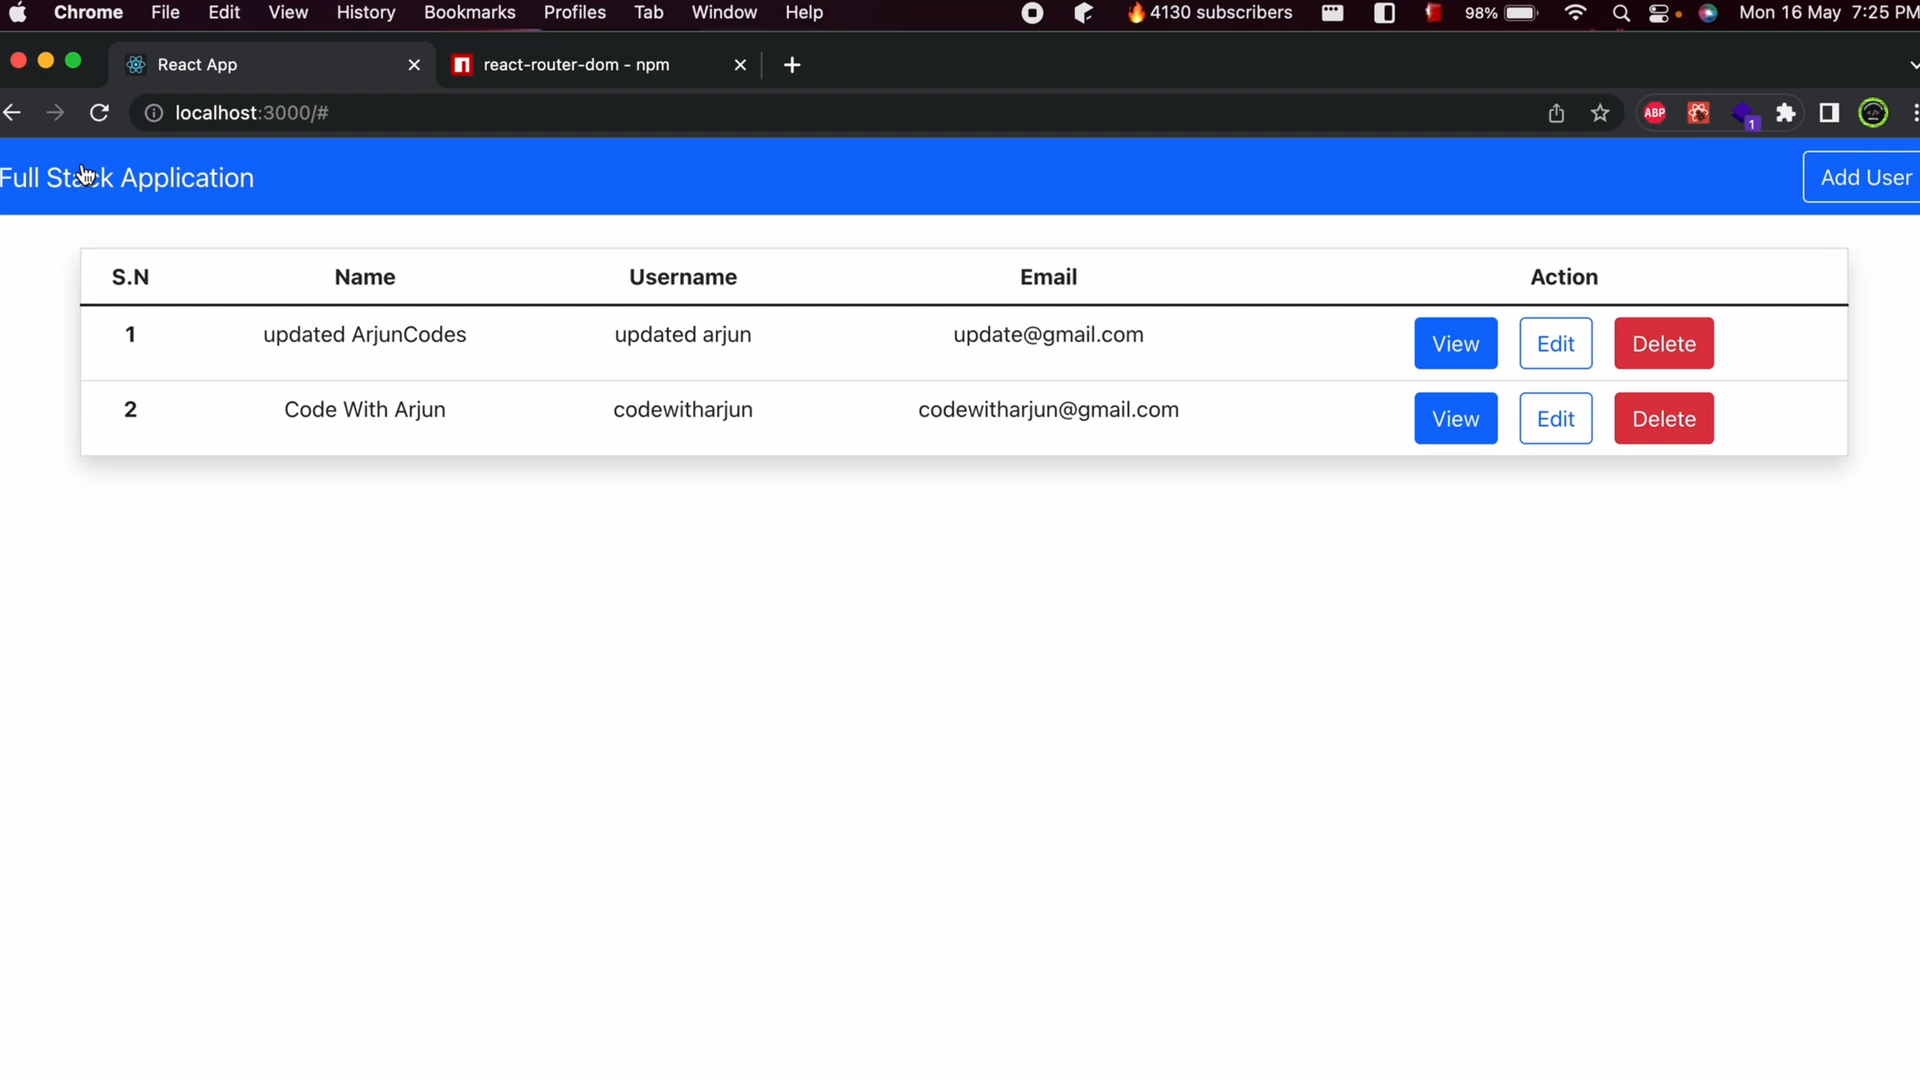 Chrome File Edit View History Bookmarks Profiles Tab Window Help 4130 subscribers 98% Mon 16 May 7:25 PM
React App react-router-dom - npm
localhost:3000/# ABP 1
Full Stack Application Add User
S.N Name Username Email Action
1 updated ArjunCodes updated arjun update@gmail.com View Edit Delete
2 Code With Arjun codewitharjun codewitharjun@gmail.com View Edit Delete